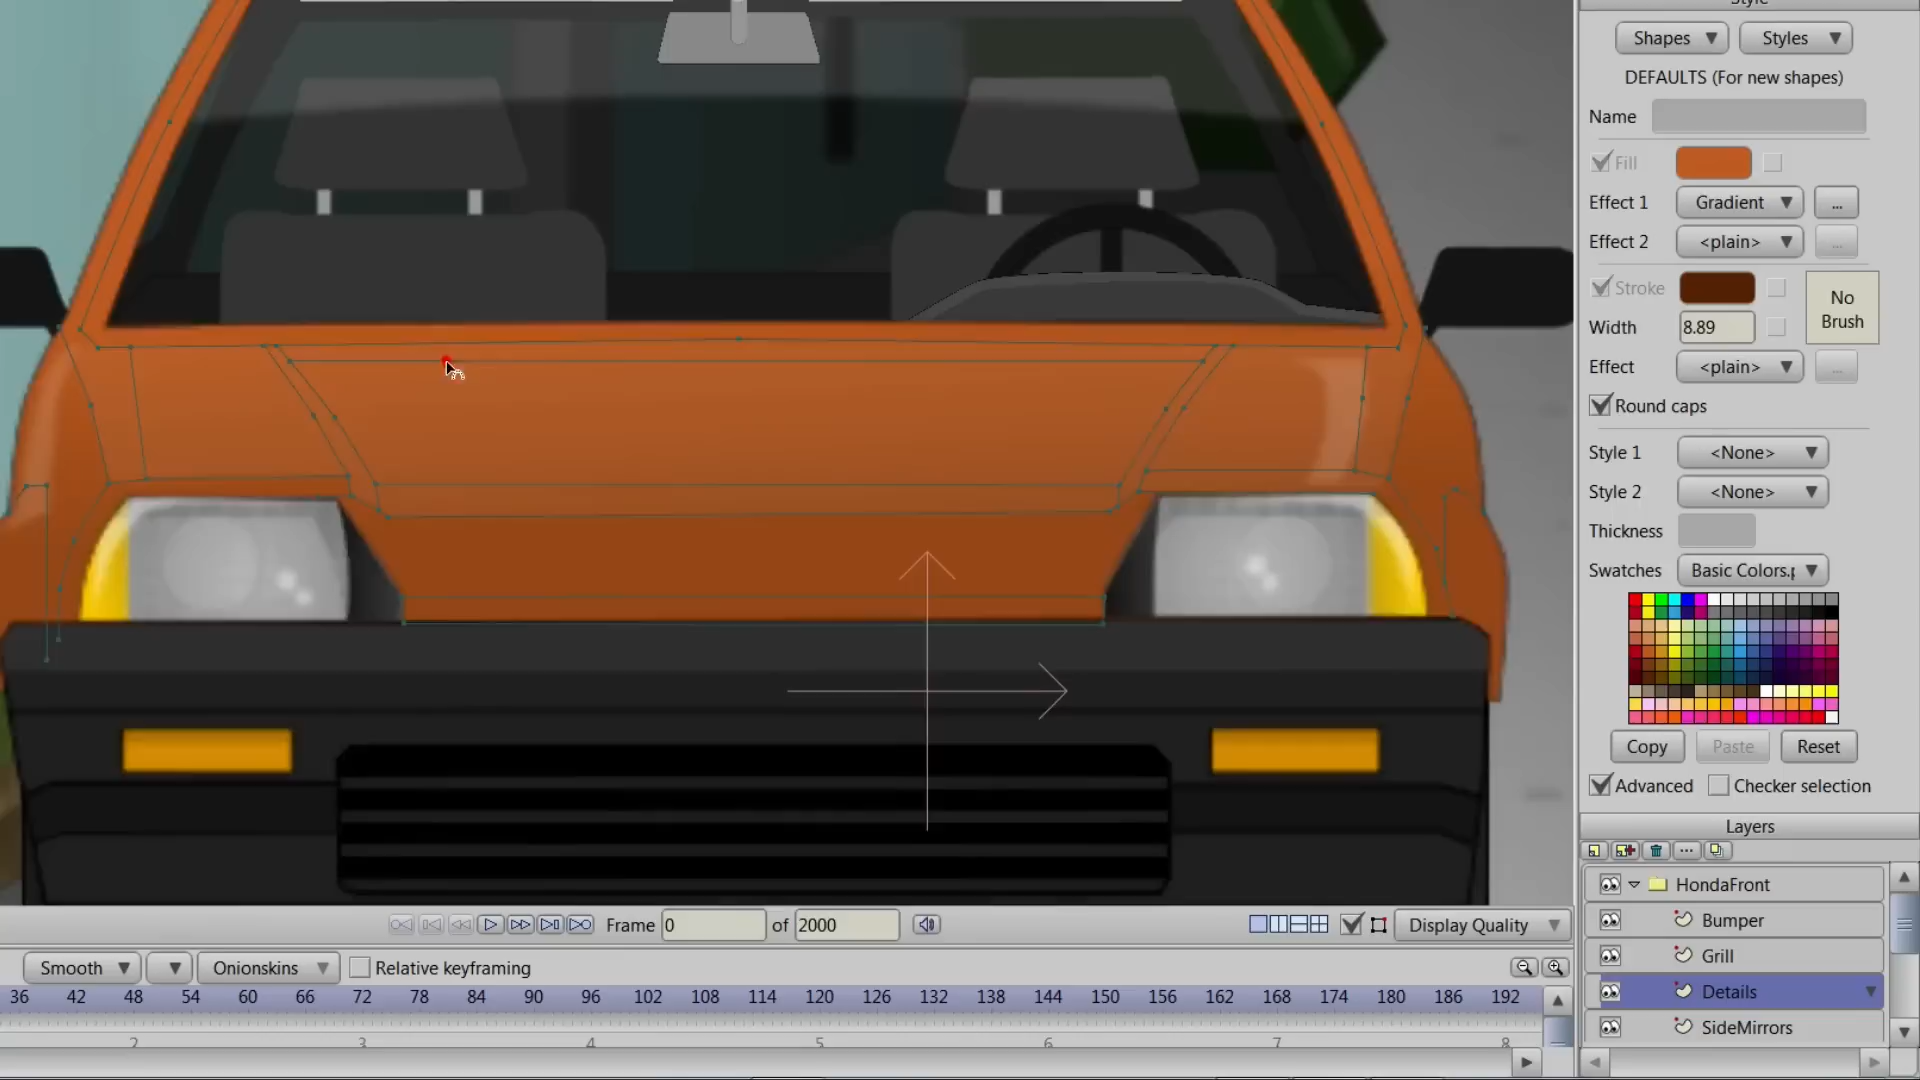 Style
Shapes Styles
DEFAULTS (For new shapes)
Name
Fill
Effect 1 Gradient ...
Effect 2 <plain> ...
Stroke
No
Brush
Width 8.89
Effect <plain> ...
Round caps
Style 1 <None>
Style 2 <None>
Thickness
Swatches Basic Colors.p
Copy Paste Reset
Advanced Checker selection
Layers
HondaFront
Bumper
Grill
Details
SideMirrors
Frame 0 of 2000 Display Quality
Smooth Onionskins Relative keyframing
36 42 48 54 60 66 72 78 84 90 96 102 108 114 120 126 132 138 144 150 156 162 168 174 180 186 192
2 3 4 5 6 7 8